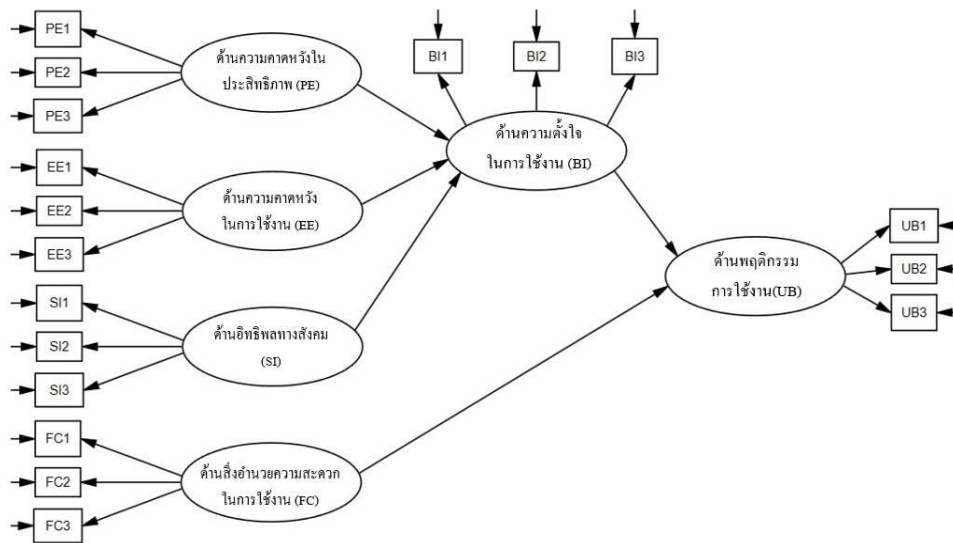 PE1
PE2
PE3
ด้านความคาดหวังใน
ประสิทธิภาพ (PE)
BI1
BI2
BI3
ด้านความตั้งใจ
ในการใช้งาน (BI)
EE1
EE2
EE3
ด้านความคาดหวัง
ในการใช้งาน (EE)
UB1
UB2
UB3
ด้านพฤติกรรม
การใช้งาน(UB)
SI1
SI2
SI3
ด้านอิทธิพลทางสังคม
(SI)
FC1
FC2
FC3
ด้านสิ่งอำนวยความสะดวก
ในการใช้งาน (FC)